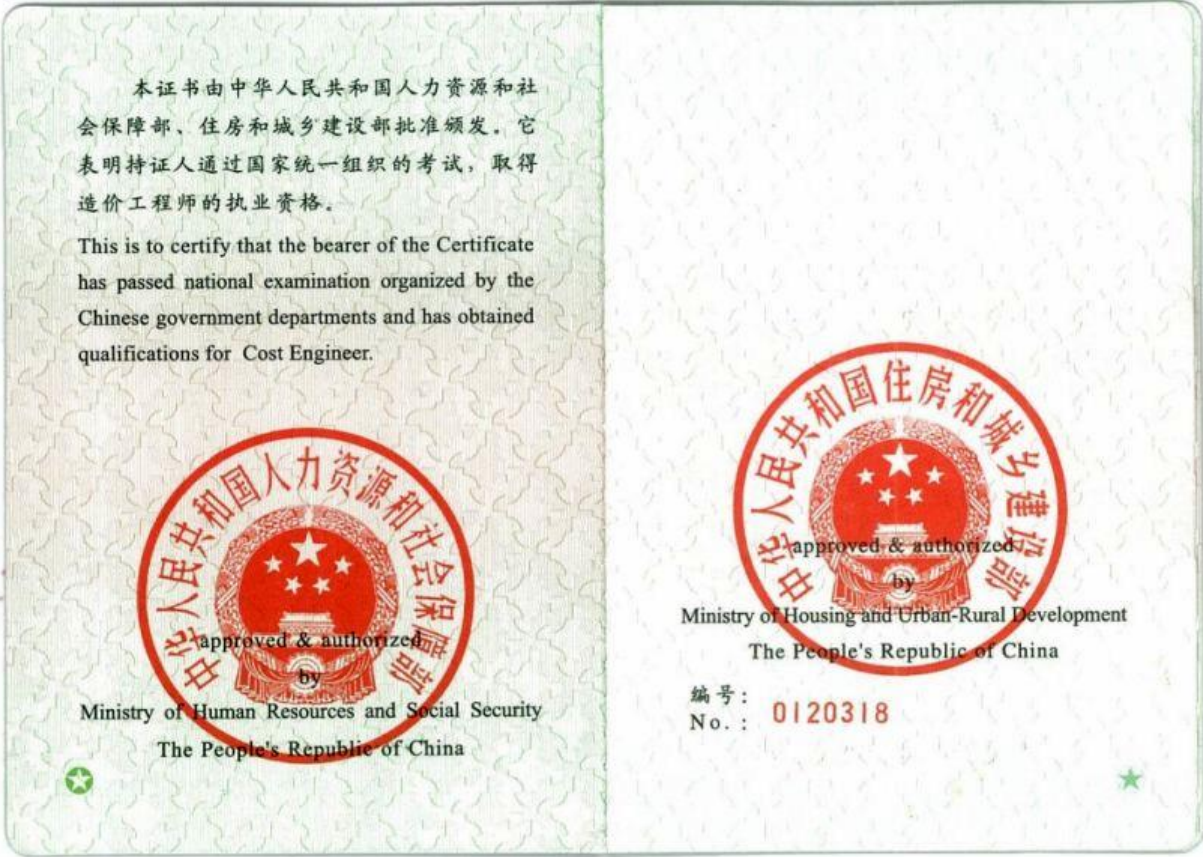 本证书由中华人民共和国人力资源和社
会保障部、住房和城乡建设部批准颁发。它
表明持证人通过国家统一组织的考试，取得
造价工程师的执业资格。
This is to certify that the bearer of the Certificate
has passed national examination organized by the
Chinese government departments and has obtained
qualifications for Cost Engineer.
中华人民共和国人力资源和社会保障部
approved & authorized
by
Ministry of Human Resources and Social Security
The People's Republic of China
中华人民共和国住房和城乡建设部
approved & authorized
by
Ministry of Housing and Urban-Rural Development
The People's Republic of China
编号：
No.: 0120318